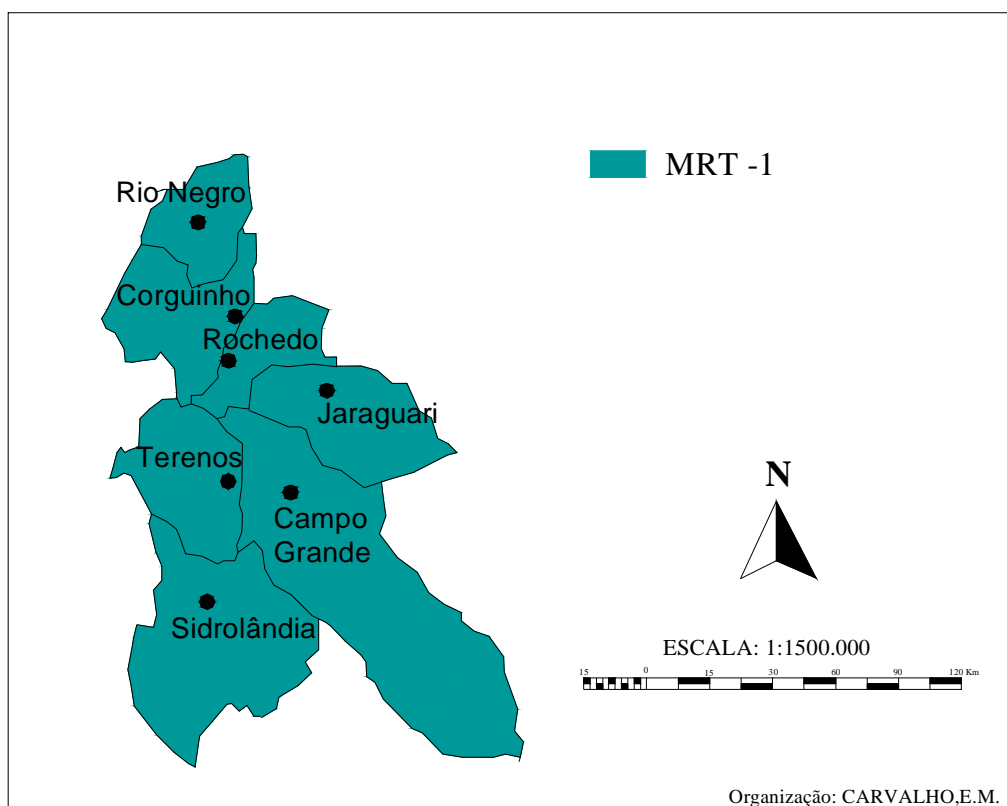 MRT -1
Rio Negro
Corguinho
Rochedo
Jaraguari
Terenos
Campo
Grande
Sidrolândia
N
ESCALA: 1:1500.000
15 0 15 30 60 90 120 Km
Organização: CARVALHO,E.M.